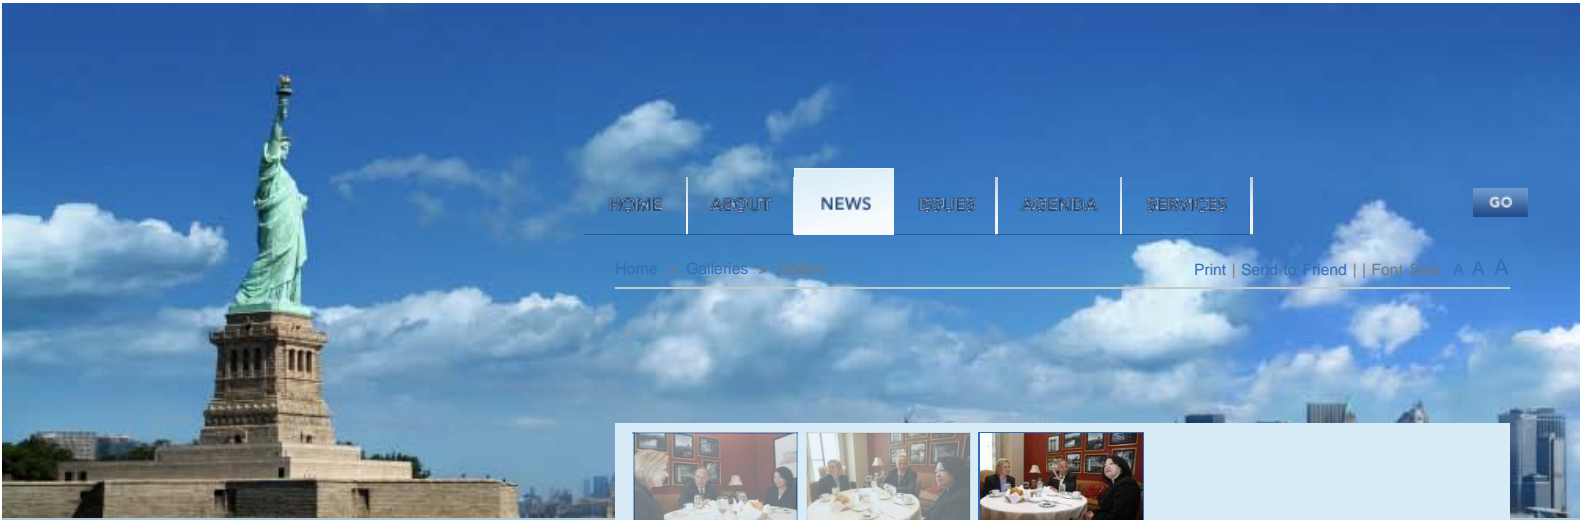 HOME ABOUT NEWS ISSUES AGENDA SERVICES GO
Home > Galleries > Gallery Print | Send to Friend | | Font Size: A A A